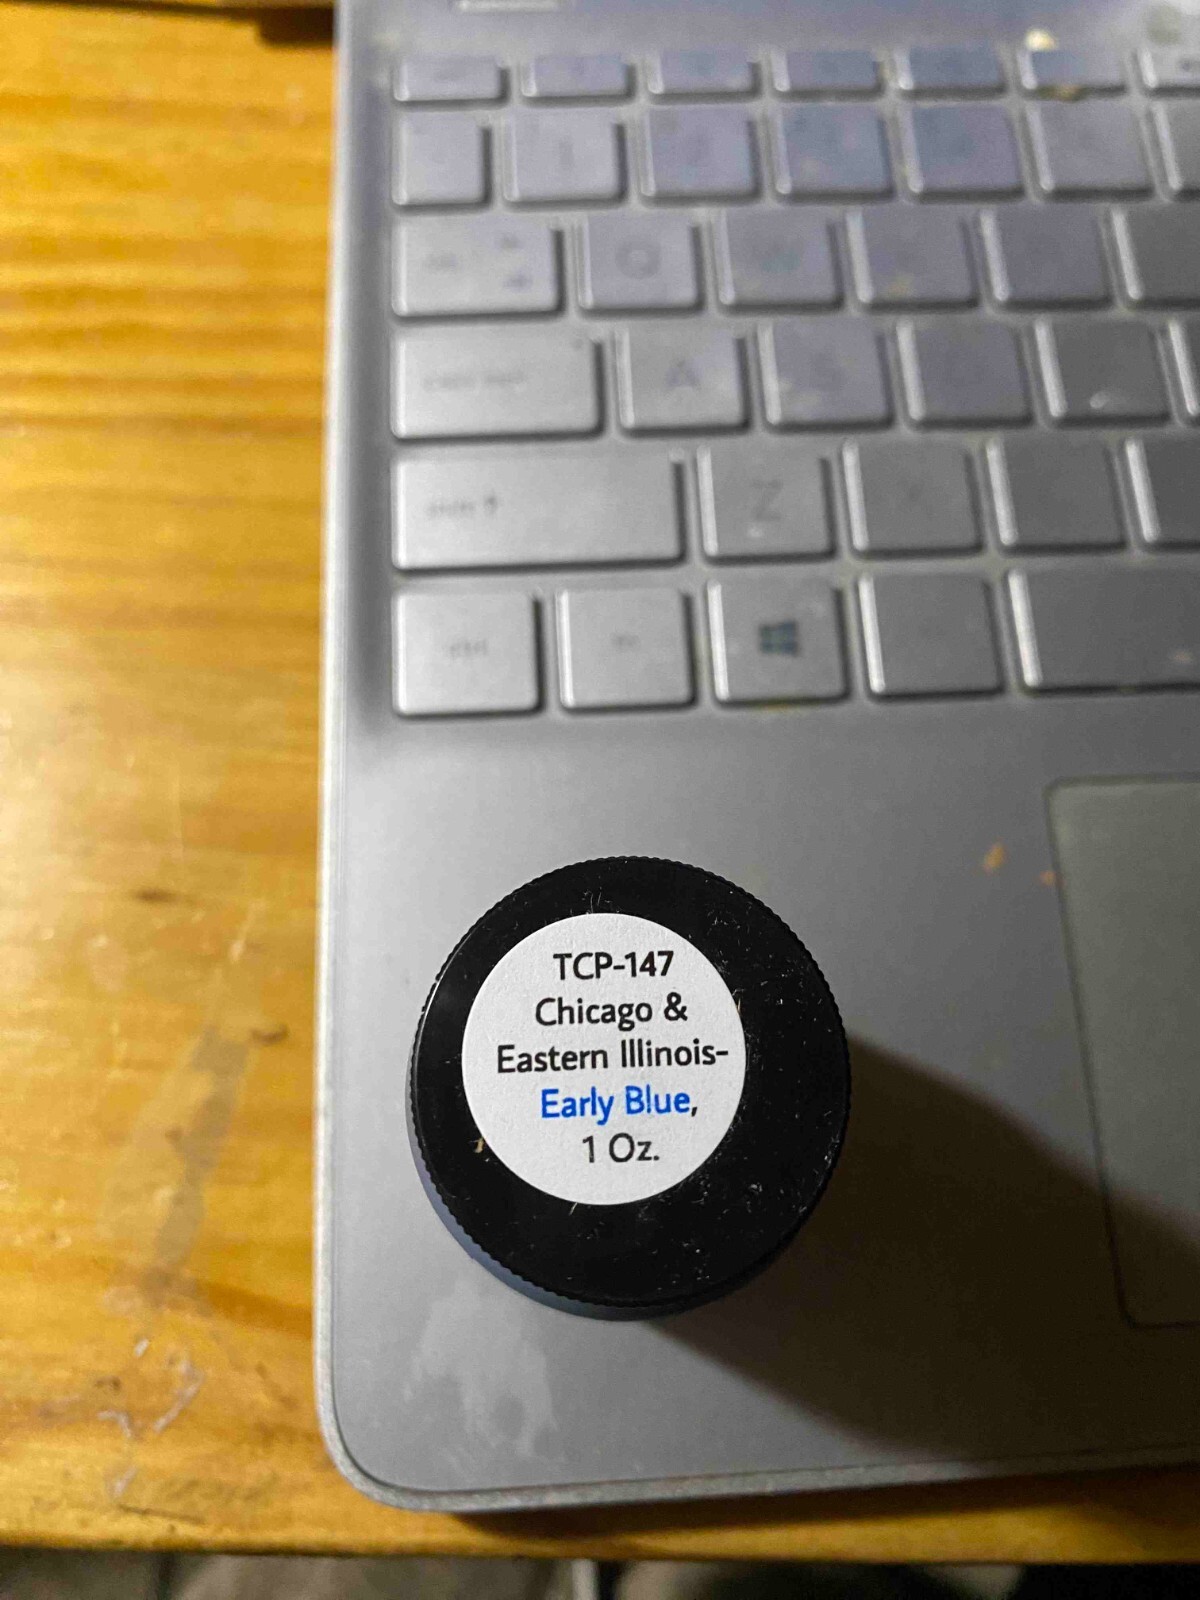 Q
W
A
S
Z
TCP-147
Chicago &
Eastern Illinois-
Early Blue,
1 Oz.